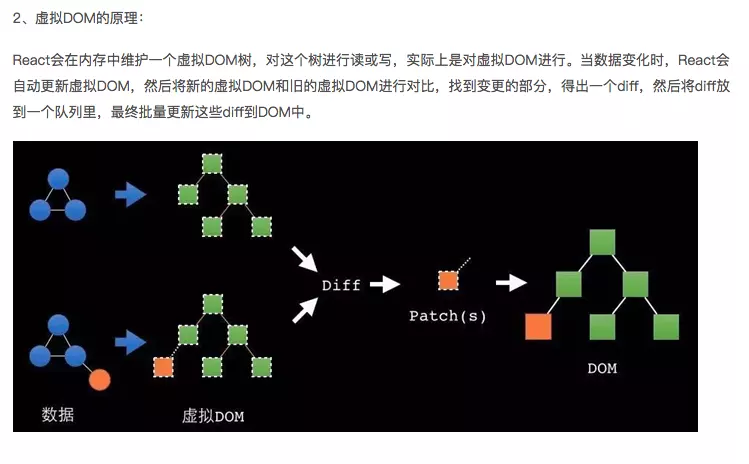 2、虚拟DOM的原理：
React会在内存中维护一个虚拟DOM树，对这个树进行读或写，实际上是对虚拟DOM进行。当数据变化时，React会
自动更新虚拟DOM，然后将新的虚拟DOM和旧的虚拟DOM进行对比，找到变更的部分，得出一个diff，然后将diff放
到一个队列里，最终批量更新这些diff到DOM中。
Diff
Patch(s)
DOM
数据
虚拟DOM